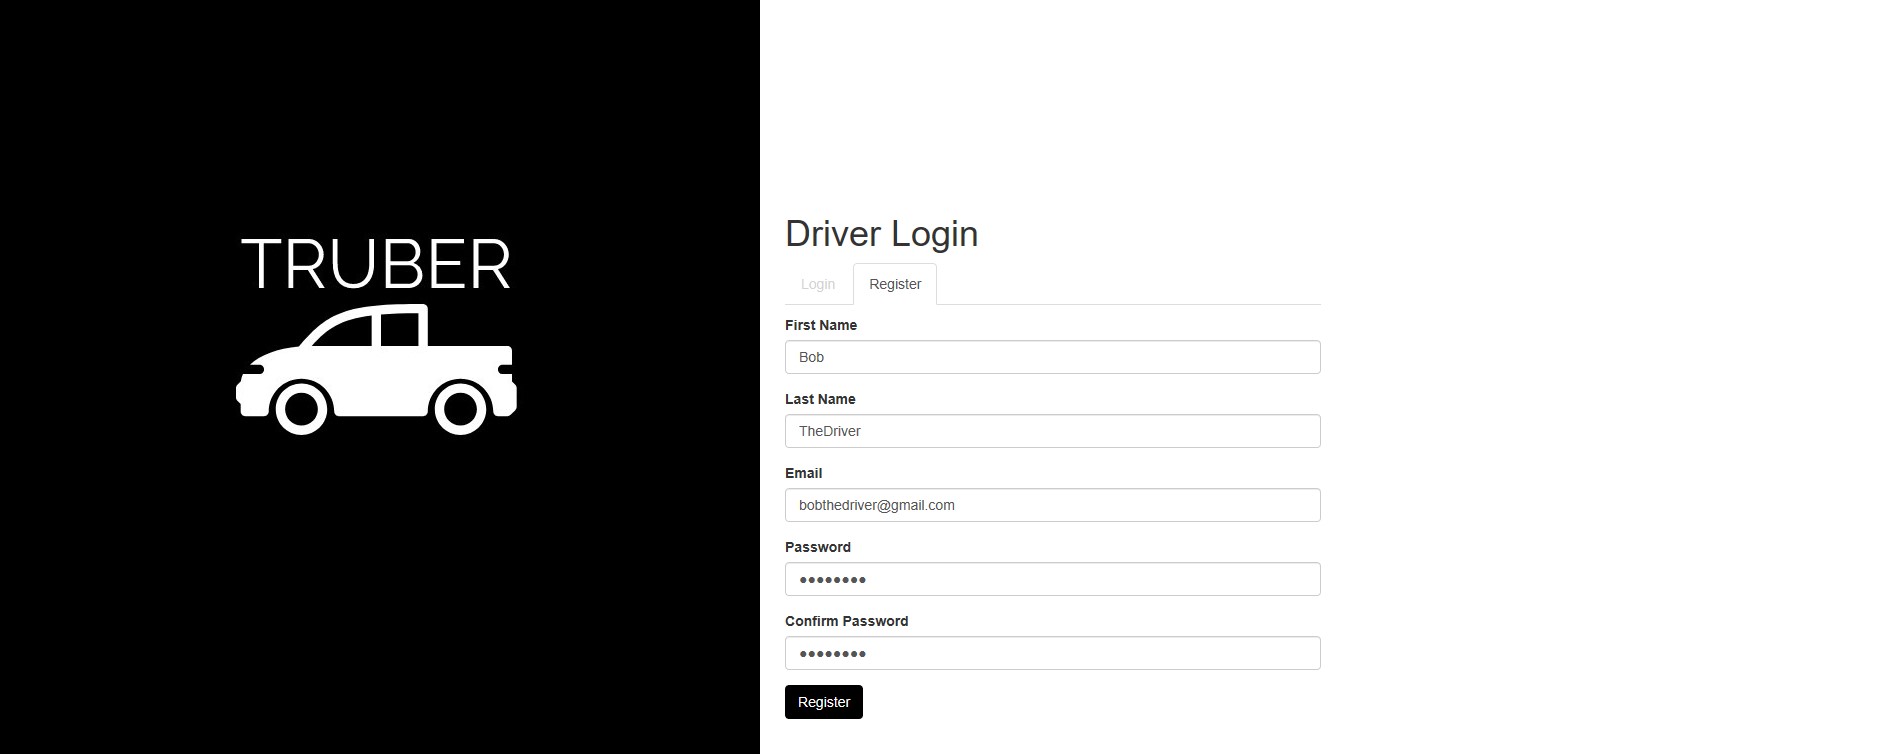 TRUBER
Driver Login
Login
Register
First Name
Bob
Last Name
TheDriver
Email
bobthedriver@gmail.com
Password
●●●●●●●●
Confirm Password
●●●●●●●●
Register